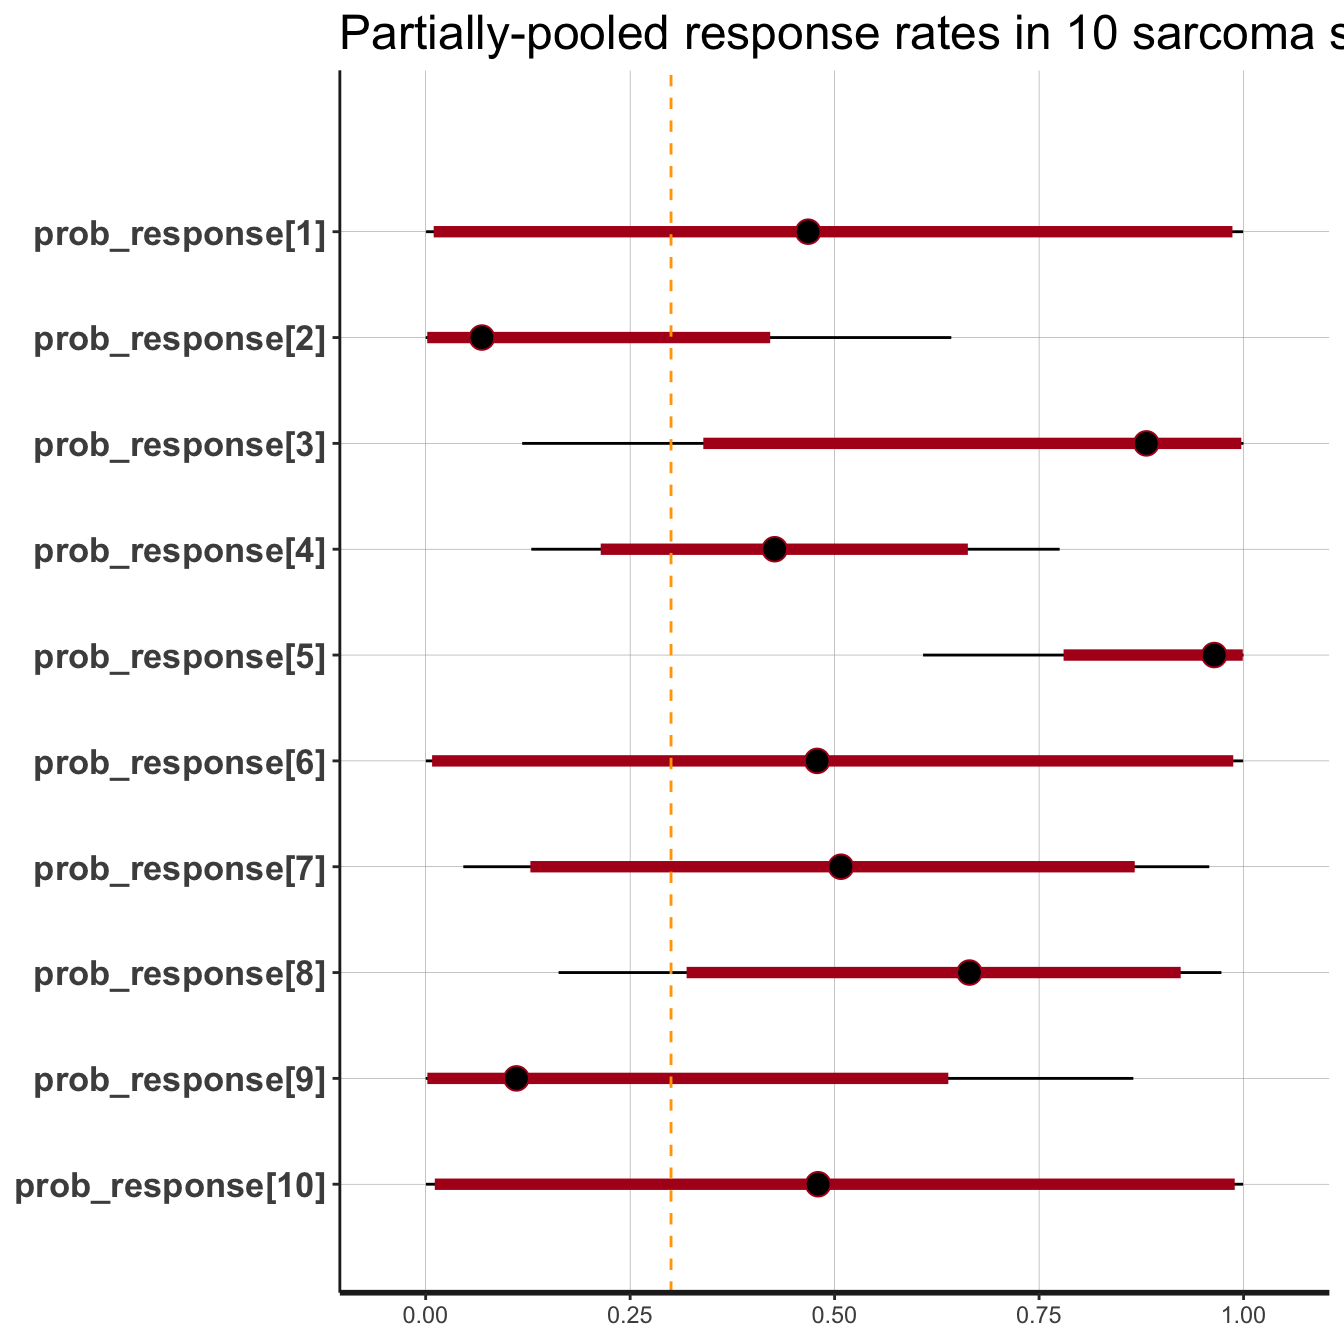 Partially-pooled response rates in 10 sarcoma s
prob_response[1]
prob_response[2]
prob_response[3]
prob_response[4]
prob_response[5]
prob_response[6]
prob_response[7]
prob_response[8]
prob_response[9]
prob_response[10]
0.00 0.25 0.50 0.75 1.00